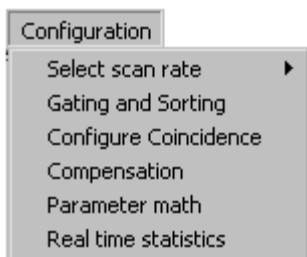 Configuration
Select scan rate
Gating and Sorting
Configure Coincidence
Compensation
Parameter math
Real time statistics